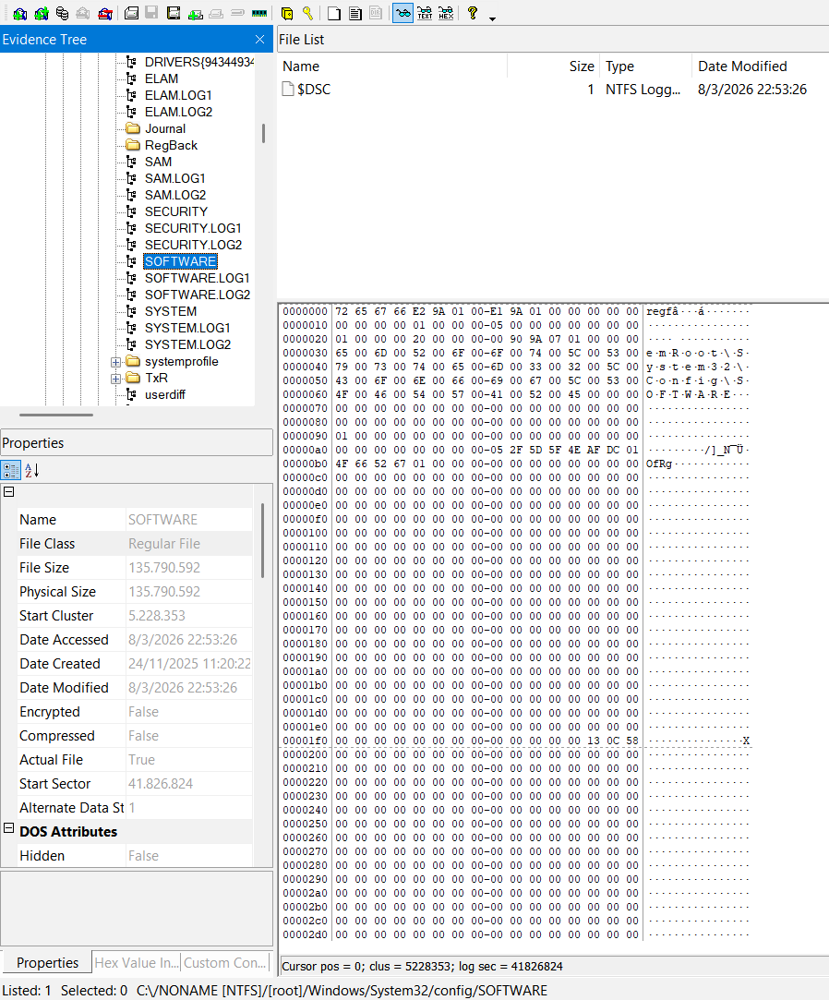 Evidence Tree
DRIVERS{94344934
ELAM
ELAM.LOG1
ELAM.LOG2
Journal
RegBack
SAM
SAM.LOG1
SAM.LOG2
SECURITY
SECURITY.LOG1
SECURITY.LOG2
SOFTWARE
SOFTWARE.LOG1
SOFTWARE.LOG2
SYSTEM
SYSTEM.LOG1
SYSTEM.LOG2
systemprofile
TxR
userdiff
Properties
Name SOFTWARE
File Class Regular File
File Size 135.790.592
Physical Size 135.790.592
Start Cluster 5.228.353
Date Accessed 8/3/2026 22:53:26
Date Created 24/11/2025 11:20:22
Date Modified 8/3/2026 22:53:26
Encrypted False
Compressed False
Actual File True
Start Sector 41.826.824
Alternate Data St 1
DOS Attributes
Hidden False
Properties Hex Value In... Custom Con...
File List
Name Size Type Date Modified
$DSC 1 NTFS Logg... 8/3/2026 22:53:26
0000000 72 65 67 66 E2 9A 01 00-E1 9A 01 00 00 00 00 00 regfâ···á·······
0000010 00 00 00 00 01 00 00 00-05 00 00 00 00 00 00 00 ················
0000020 01 00 00 00 20 00 00 00-00 90 9A 07 01 00 00 00 ···· ···········
0000030 65 00 6D 00 52 00 6F 00-6F 00 74 00 5C 00 53 00 e·m·R·o·o·t·\·S·
0000040 79 00 73 00 74 00 65 00-6D 00 33 00 32 00 5C 00 y·s·t·e·m·3·2·\·
0000050 43 00 6F 00 6E 00 66 00-69 00 67 00 5C 00 53 00 C·o·n·f·i·g·\·S·
0000060 4F 00 46 00 54 00 57 00-41 00 52 00 45 00 00 00 O·F·T·W·A·R·E···
0000070 00 00 00 00 00 00 00 00-00 00 00 00 00 00 00 00 ················
0000080 00 00 00 00 00 00 00 00-00 00 00 00 00 00 00 00 ················
0000090 01 00 00 00 00 00 00 00-00 00 00 00 00 00 00 00 ················
00000a0 00 00 00 00 00 00 00 00-05 2F 5D 5F 4E AF DC 01 ·········/]_N¯Ü·
00000b0 4F 66 52 67 01 00 00 00-00 00 00 00 00 00 00 00 OfRg············
00000c0 00 00 00 00 00 00 00 00-00 00 00 00 00 00 00 00 ················
00000d0 00 00 00 00 00 00 00 00-00 00 00 00 00 00 00 00 ················
00000e0 00 00 00 00 00 00 00 00-00 00 00 00 00 00 00 00 ················
00000f0 00 00 00 00 00 00 00 00-00 00 00 00 00 00 00 00 ················
0000100 00 00 00 00 00 00 00 00-00 00 00 00 00 00 00 00 ················
0000110 00 00 00 00 00 00 00 00-00 00 00 00 00 00 00 00 ················
0000120 00 00 00 00 00 00 00 00-00 00 00 00 00 00 00 00 ················
0000130 00 00 00 00 00 00 00 00-00 00 00 00 00 00 00 00 ················
0000140 00 00 00 00 00 00 00 00-00 00 00 00 00 00 00 00 ················
0000150 00 00 00 00 00 00 00 00-00 00 00 00 00 00 00 00 ················
0000160 00 00 00 00 00 00 00 00-00 00 00 00 00 00 00 00 ················
0000170 00 00 00 00 00 00 00 00-00 00 00 00 00 00 00 00 ················
0000180 00 00 00 00 00 00 00 00-00 00 00 00 00 00 00 00 ················
0000190 00 00 00 00 00 00 00 00-00 00 00 00 00 00 00 00 ················
00001a0 00 00 00 00 00 00 00 00-00 00 00 00 00 00 00 00 ················
00001b0 00 00 00 00 00 00 00 00-00 00 00 00 00 00 00 00 ················
00001c0 00 00 00 00 00 00 00 00-00 00 00 00 00 00 00 00 ················
00001d0 00 00 00 00 00 00 00 00-00 00 00 00 00 00 00 00 ················
00001e0 00 00 00 00 00 00 00 00-00 00 00 00 00 00 00 00 ················
00001f0 00 00 00 00 00 00 00 00-00 00 00 00 00 13 0C 58 ···············X
0000200 00 00 00 00 00 00 00 00-00 00 00 00 00 00 00 00 ················
0000210 00 00 00 00 00 00 00 00-00 00 00 00 00 00 00 00 ················
0000220 00 00 00 00 00 00 00 00-00 00 00 00 00 00 00 00 ················
0000230 00 00 00 00 00 00 00 00-00 00 00 00 00 00 00 00 ················
0000240 00 00 00 00 00 00 00 00-00 00 00 00 00 00 00 00 ················
0000250 00 00 00 00 00 00 00 00-00 00 00 00 00 00 00 00 ················
0000260 00 00 00 00 00 00 00 00-00 00 00 00 00 00 00 00 ················
0000270 00 00 00 00 00 00 00 00-00 00 00 00 00 00 00 00 ················
0000280 00 00 00 00 00 00 00 00-00 00 00 00 00 00 00 00 ················
0000290 00 00 00 00 00 00 00 00-00 00 00 00 00 00 00 00 ················
00002a0 00 00 00 00 00 00 00 00-00 00 00 00 00 00 00 00 ················
00002b0 00 00 00 00 00 00 00 00-00 00 00 00 00 00 00 00 ················
00002c0 00 00 00 00 00 00 00 00-00 00 00 00 00 00 00 00 ················
00002d0 00 00 00 00 00 00 00 00-00 00 00 00 00 00 00 00 ················
Cursor pos = 0; clus = 5228353; log sec = 41826824
Listed: 1 Selected: 0 C:\/NONAME [NTFS]/[root]/Windows/System32/config/SOFTWARE